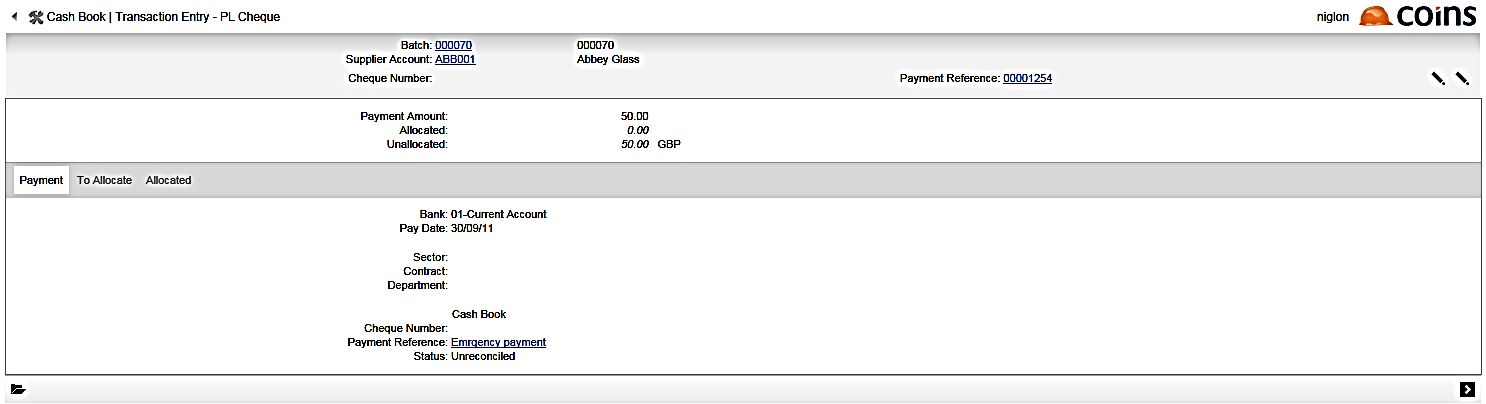 Cash Book | Transaction Entry - PL Cheque niglon coins
Batch: 000070 000070
Supplier Account: ABB001 Abbey Glass
Cheque Number: Payment Reference: 00001254
Payment Amount: 50.00
Allocated: 0.00
Unallocated: 50.00 GBP
Payment To Allocate Allocated
Bank: 01-Current Account
Pay Date: 30/09/11
Sector:
Contract:
Department:
Cash Book
Cheque Number:
Payment Reference: Emrgency payment
Status: Unreconciled